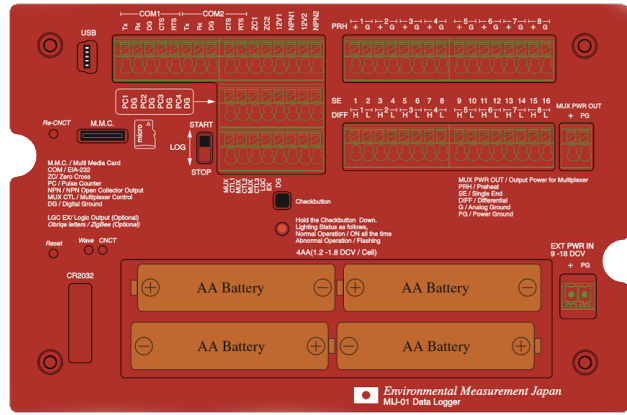 COM1 COM2
Tx Rx DG CTS RTS Tx Rx DG CTS RTS ZC1 ZC2 12V1 NPN1 12V2 NPN2
USB
PRH 1 2 3 4 5 6 7 8
+ G + G + G + G + G + G + G + G
PC1 DG PC2 DG PC3 DG PC4 DG
SE 1 2 3 4 5 6 7 8 9 10 11 12 13 14 15 16
DIFF 1 2 3 4 5 6 7 8
H L H L H L H L H L H L H L H L
MUX PWR OUT
+ PG
Re-CNCT
M.M.C.
micro
START
LOG
STOP
MUX CTL1 MUX CTL2 MUX CTL3 LGC EX DG
M.M.C. / Multi Media Card
COM / EIA-232
ZC/ Zero Cross
PC / Pulse Counter
NPN / NPN Open Collector Output
MUX CTL / Multiplexer Control
DG / Digital Ground
LGC EX/ Logic Output (Optional)
Obriqe letters / ZigBee (Optional)
Checkbutton
Hold the Checkbutton Down.
Lighting Status as follows,
Normal Operation / ON all the time
Abnormal Operation / Flashing
4AA(1.2 -1.8 DCV / Cell)
MUX PWR OUT / Output Power for Multiplexer
PRH / Preheat
SE / Single End
DIFF / Differential
G / Analog Ground
PG / Power Ground
Reset
Wave CNCT
CR2032
EXT PWR IN
9 -18 DCV
+ PG
+ AA Battery −
+ AA Battery −
− AA Battery +
− AA Battery +
Environmental Measurement Japan
MIJ-01 Data Logger